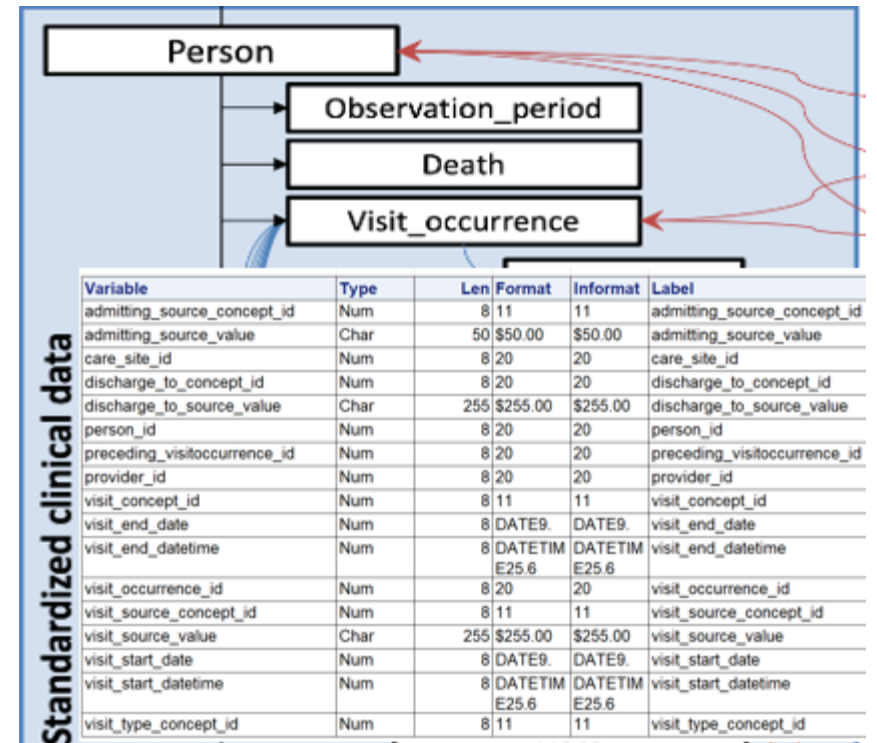 Person
Observation_period
Death
Visit_occurrence
Standardized clinical data
Variable Type Len Format Informat Label
admitting_source_concept_id Num 8 11 11 admitting_source_concept_id
admitting_source_value Char 50 $50.00 $50.00 admitting_source_value
care_site_id Num 8 20 20 care_site_id
discharge_to_concept_id Num 8 20 20 discharge_to_concept_id
discharge_to_source_value Char 255 $255.00 $255.00 discharge_to_source_value
person_id Num 8 20 20 person_id
preceding_visitoccurrence_id Num 8 20 20 preceding_visitoccurrence_id
provider_id Num 8 20 20 provider_id
visit_concept_id Num 8 11 11 visit_concept_id
visit_end_date Num 8 DATE9. DATE9. visit_end_date
visit_end_datetime Num 8 DATETIM DATETIM visit_end_datetime
E25.6 E25.6
visit_occurrence_id Num 8 20 20 visit_occurrence_id
visit_source_concept_id Num 8 11 11 visit_source_concept_id
visit_source_value Char 255 $255.00 $255.00 visit_source_value
visit_start_date Num 8 DATE9. DATE9. visit_start_date
visit_start_datetime Num 8 DATETIM DATETIM visit_start_datetime
E25.6 E25.6
visit_type_concept_id Num 8 11 11 visit_type_concept_id